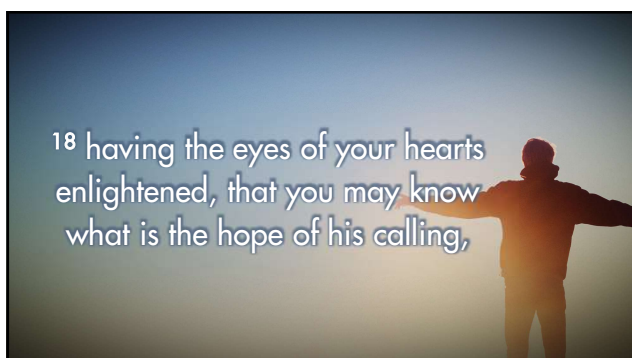 18 having the eyes of your hearts
enlightened, that you may know
what is the hope of his calling,